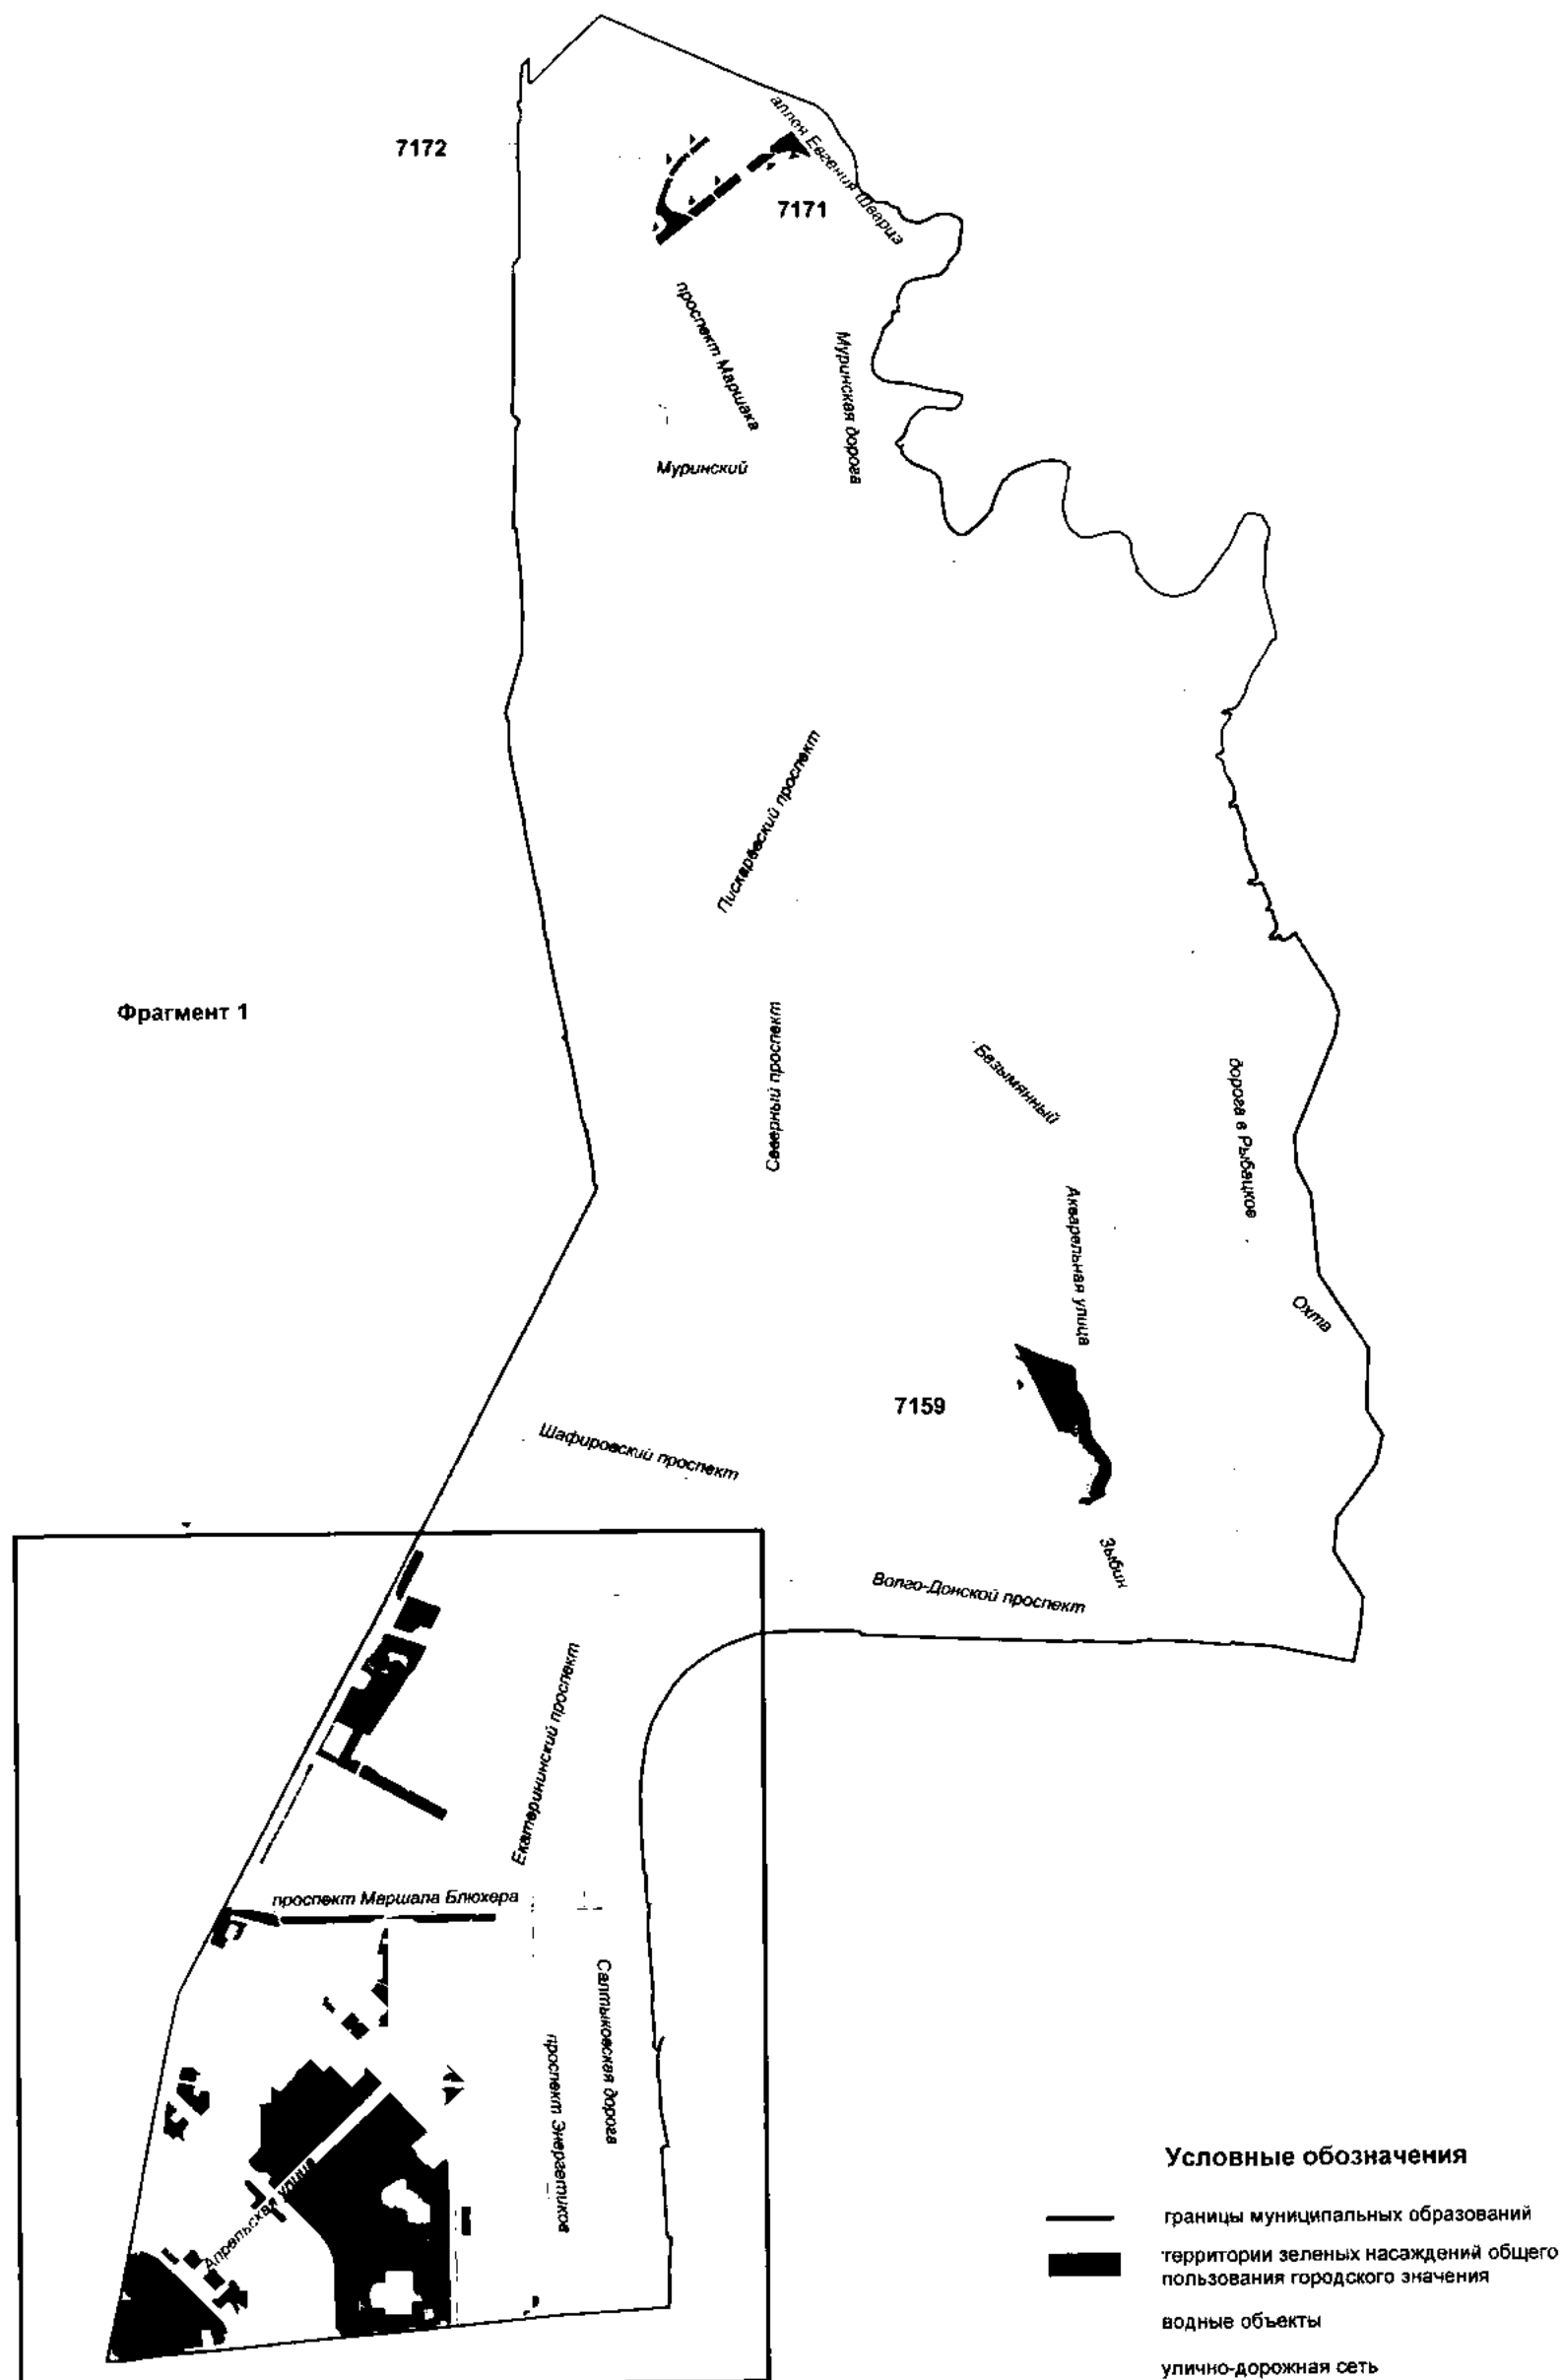 7172
аллея Евгения Шварца
7171
проспект Маршака
Муринская дорога
Муринский
Пискарёвский проспект
Фрагмент 1
Северный проспект
Безымянный
дорога в Рыбацкое
Акварельная улица
Охта
7159
Шафировский проспект
Зыбин
Волго-Донской проспект
Екатерининский проспект
проспект Маршала Блюхера
Салтыковская дорога
проспект Энергетиков
Апрельская улица
Условные обозначения
границы муниципальных образований
территории зеленых насаждений общего
пользования городского значения
водные объекты
улично-дорожная сеть